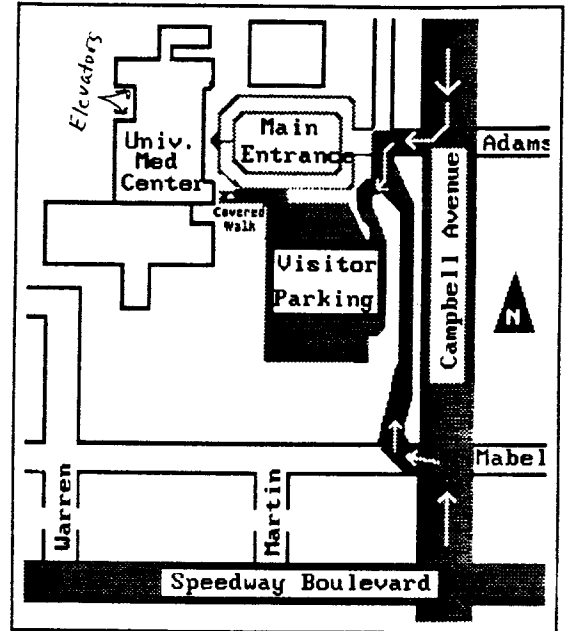 Elevators
Univ.
Med
Center
Main
Entrance
Covered
Walk
Visitor
Parking
Adams
Campbell Avenue
N
Mabel
Warren
Martin
Speedway Boulevard